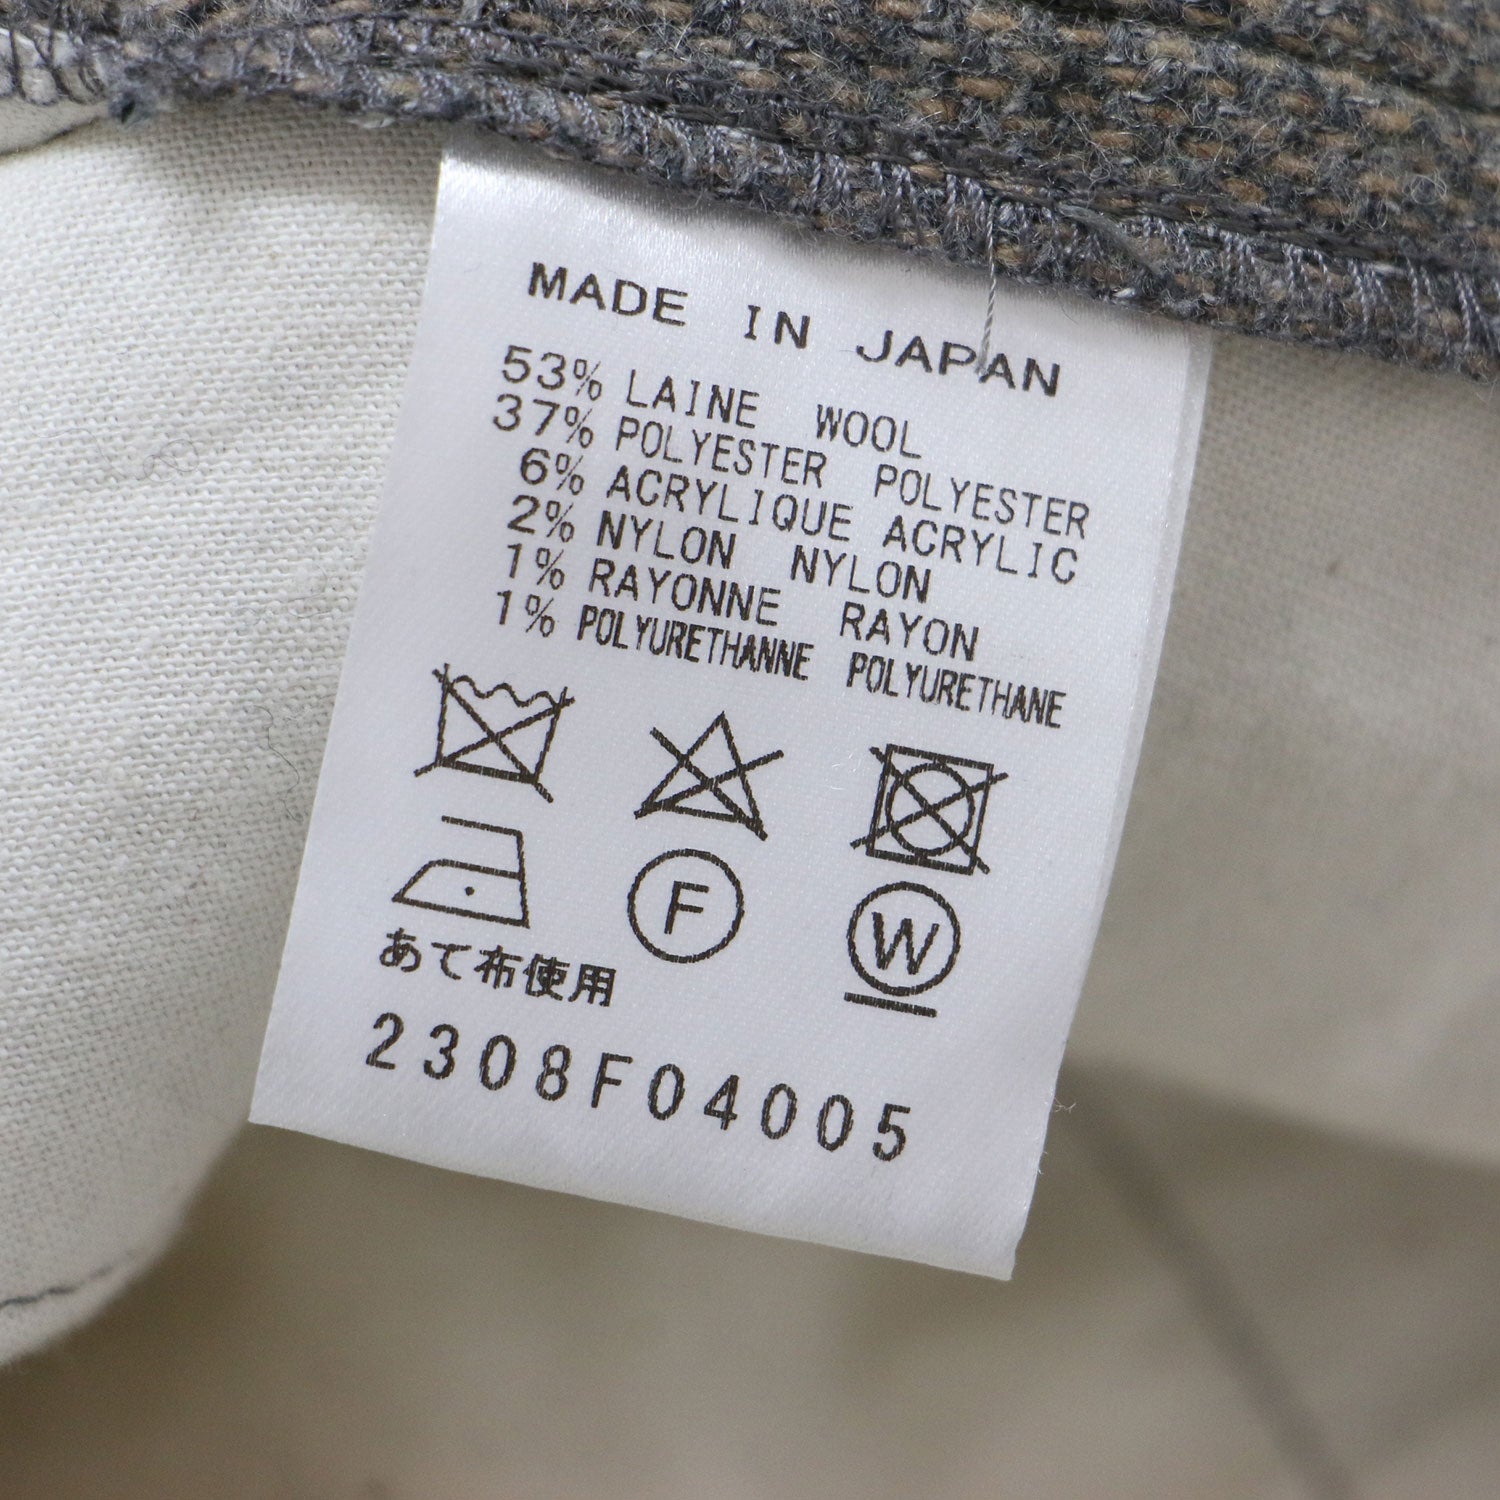 MADE IN JAPAN
53% LAINE WOOL
37% POLYESTER POLYESTER
6% ACRYLIQUE ACRYLIC
2% NYLON NYLON
1% RAYONNE RAYON
1% POLYURETHANNE POLYURETHANE
F W
あて布使用
2308F04005